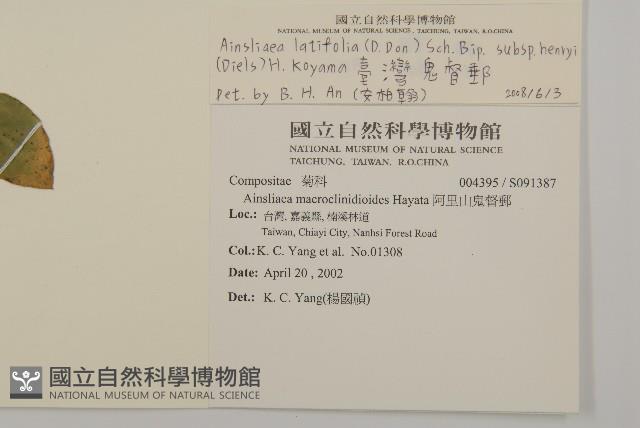 國立自然科學博物館
NATIONAL MUSEUM OF NATURAL SCIENCE, TAICHUNG, TAIWAN, R.O.CHINA
Ainsliaea latifolia (D. Don) Sch. Bip. subsp. henryi
(Diels) H. Koyama 臺灣鬼督郵
Det. by B. H. An (安柏翰) 2008/6/3
國立自然科學博物館
NATIONAL MUSEUM OF NATURAL SCIENCE
TAICHUNG, TAIWAN, R.O.CHINA
Compositae 菊科 004395 / S091387
Ainsliaea macroclinidioides Hayata 阿里山鬼督郵
Loc.: 台灣, 嘉義縣, 楠溪林道
Taiwan, Chiayi City, Nanhsi Forest Road
Col.: K. C. Yang et al. No.01308
Date: April 20 , 2002
Det.: K. C. Yang(楊國禎)
國立自然科學博物館
NATIONAL MUSEUM OF NATURAL SCIENCE